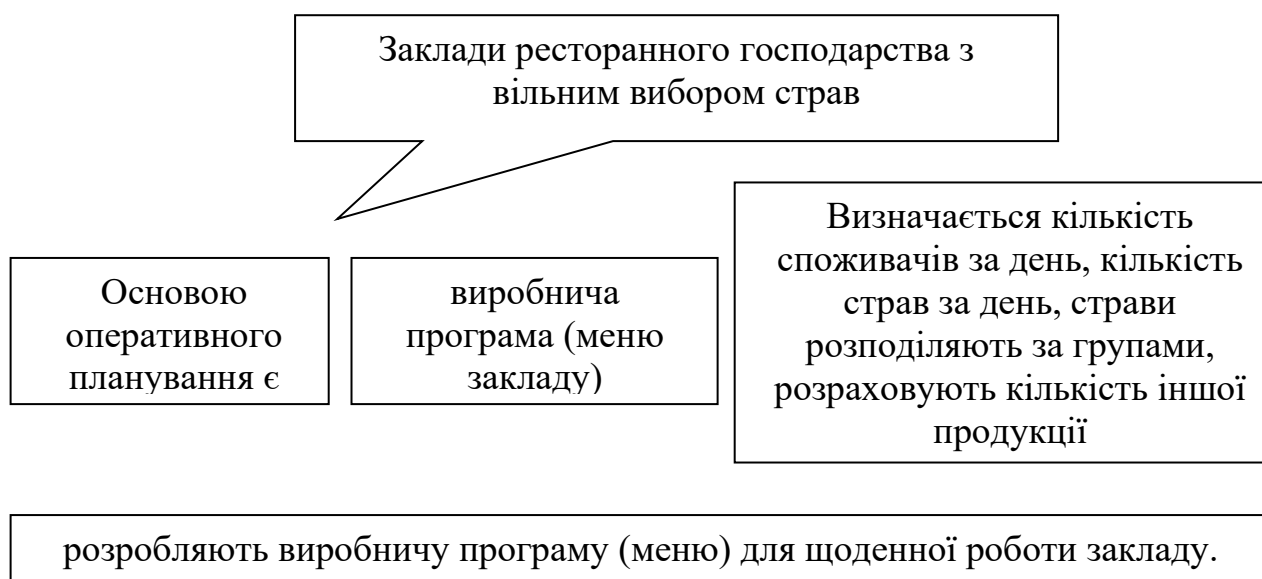 Заклади ресторанного господарства з
вільним вибором страв
Основою
оперативного
планування є
виробнича
програма (меню
закладу)
Визначається кількість
споживачів за день, кількість
страв за день, страви
розподіляють за групами,
розраховують кількість іншої
продукції
розробляють виробничу програму (меню) для щоденної роботи закладу.